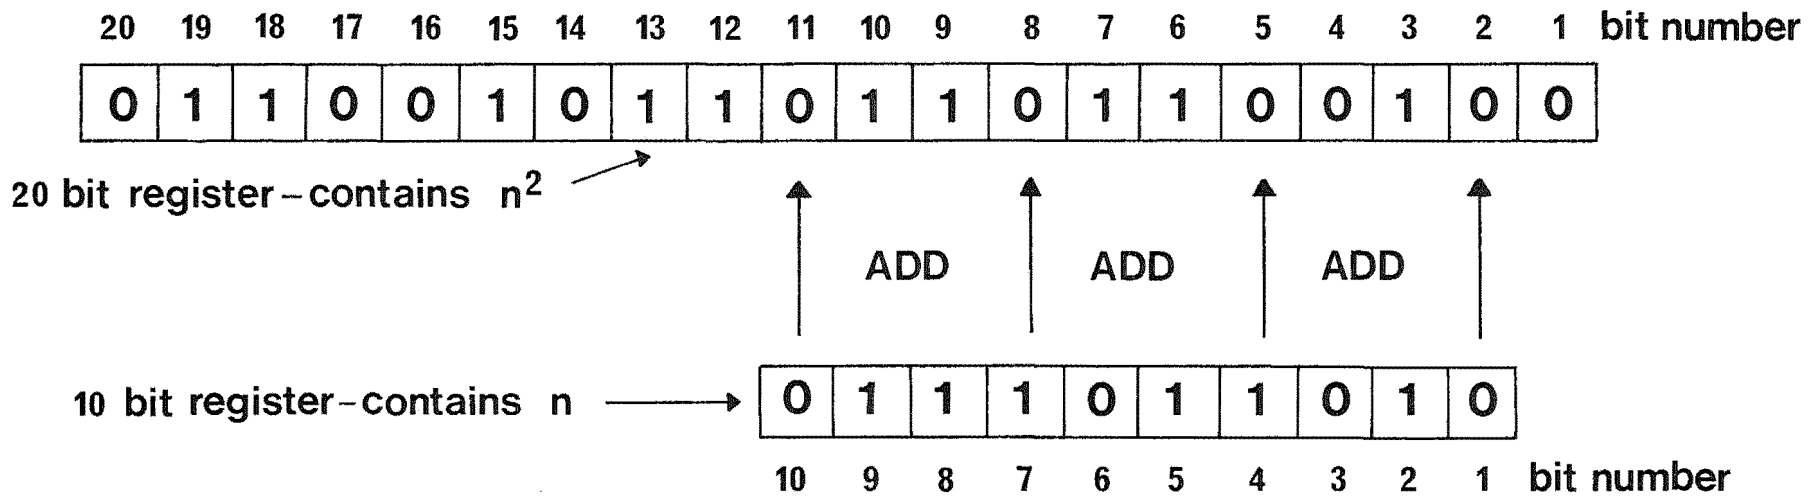 20 19 18 17 16 15 14 13 12 11 10 9 8 7 6 5 4 3 2 1 bit number
0 1 1 0 0 1 0 1 1 0 1 1 0 1 1 0 0 1 0 0
20 bit register-contains n²
ADD ADD ADD
10 bit register-contains n
0 1 1 1 0 1 1 0 1 0
10 9 8 7 6 5 4 3 2 1 bit number